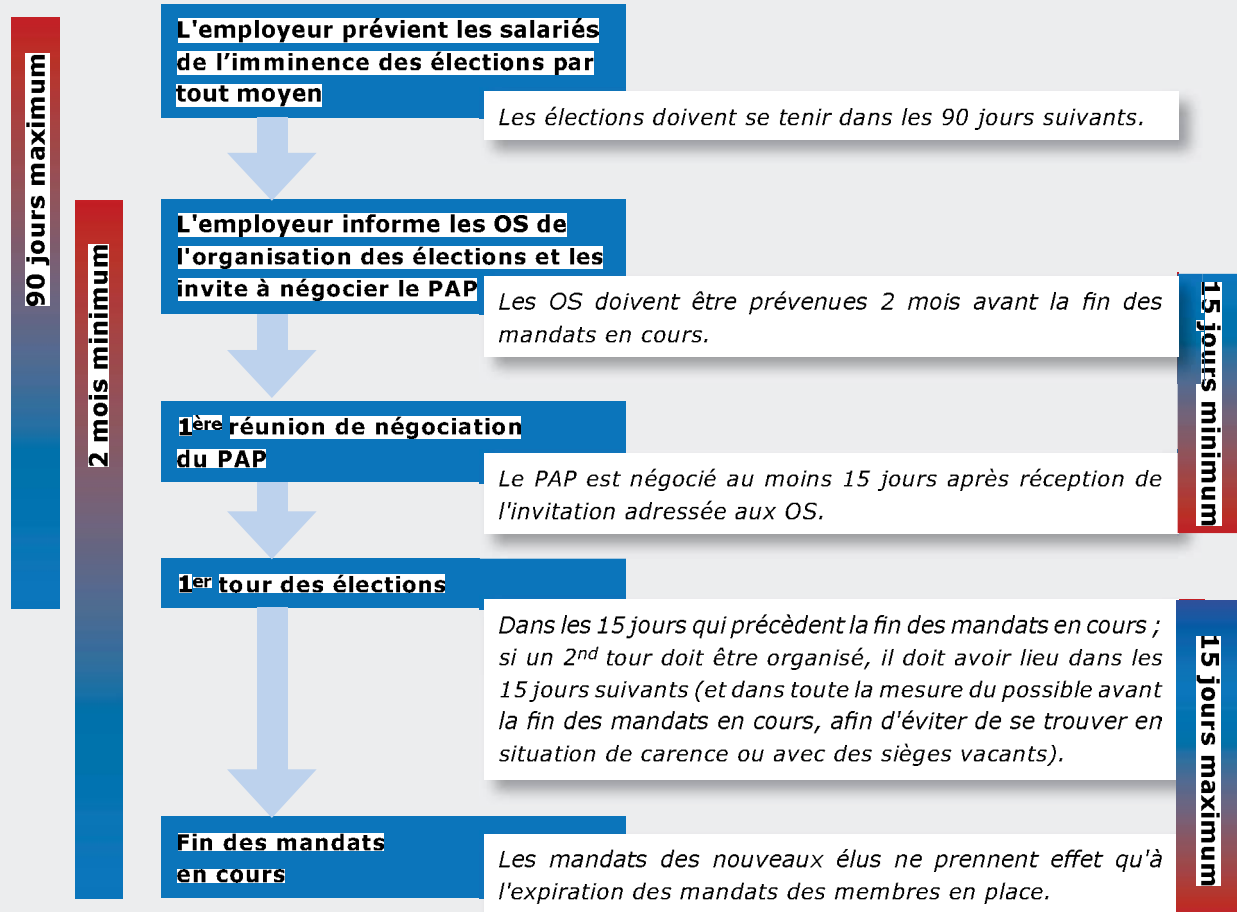 L'employeur prévient les salariés
de l’imminence des élections par
tout moyen
Les élections doivent se tenir dans les 90 jours suivants.
90 jours maximum
L'employeur informe les OS de
l'organisation des élections et les
invite à négocier le PAP
Les OS doivent être prévenues 2 mois avant la fin des
mandats en cours.
2 mois minimum
15 jours minimum
1ère réunion de négociation
du PAP
Le PAP est négocié au moins 15 jours après réception de
l'invitation adressée aux OS.
1er tour des élections
Dans les 15 jours qui précèdent la fin des mandats en cours ;
si un 2nd tour doit être organisé, il doit avoir lieu dans les
15 jours suivants (et dans toute la mesure du possible avant
la fin des mandats en cours, afin d'éviter de se trouver en
situation de carence ou avec des sièges vacants).
15 jours maximum
Fin des mandats
en cours
Les mandats des nouveaux élus ne prennent effet qu'à
l'expiration des mandats des membres en place.